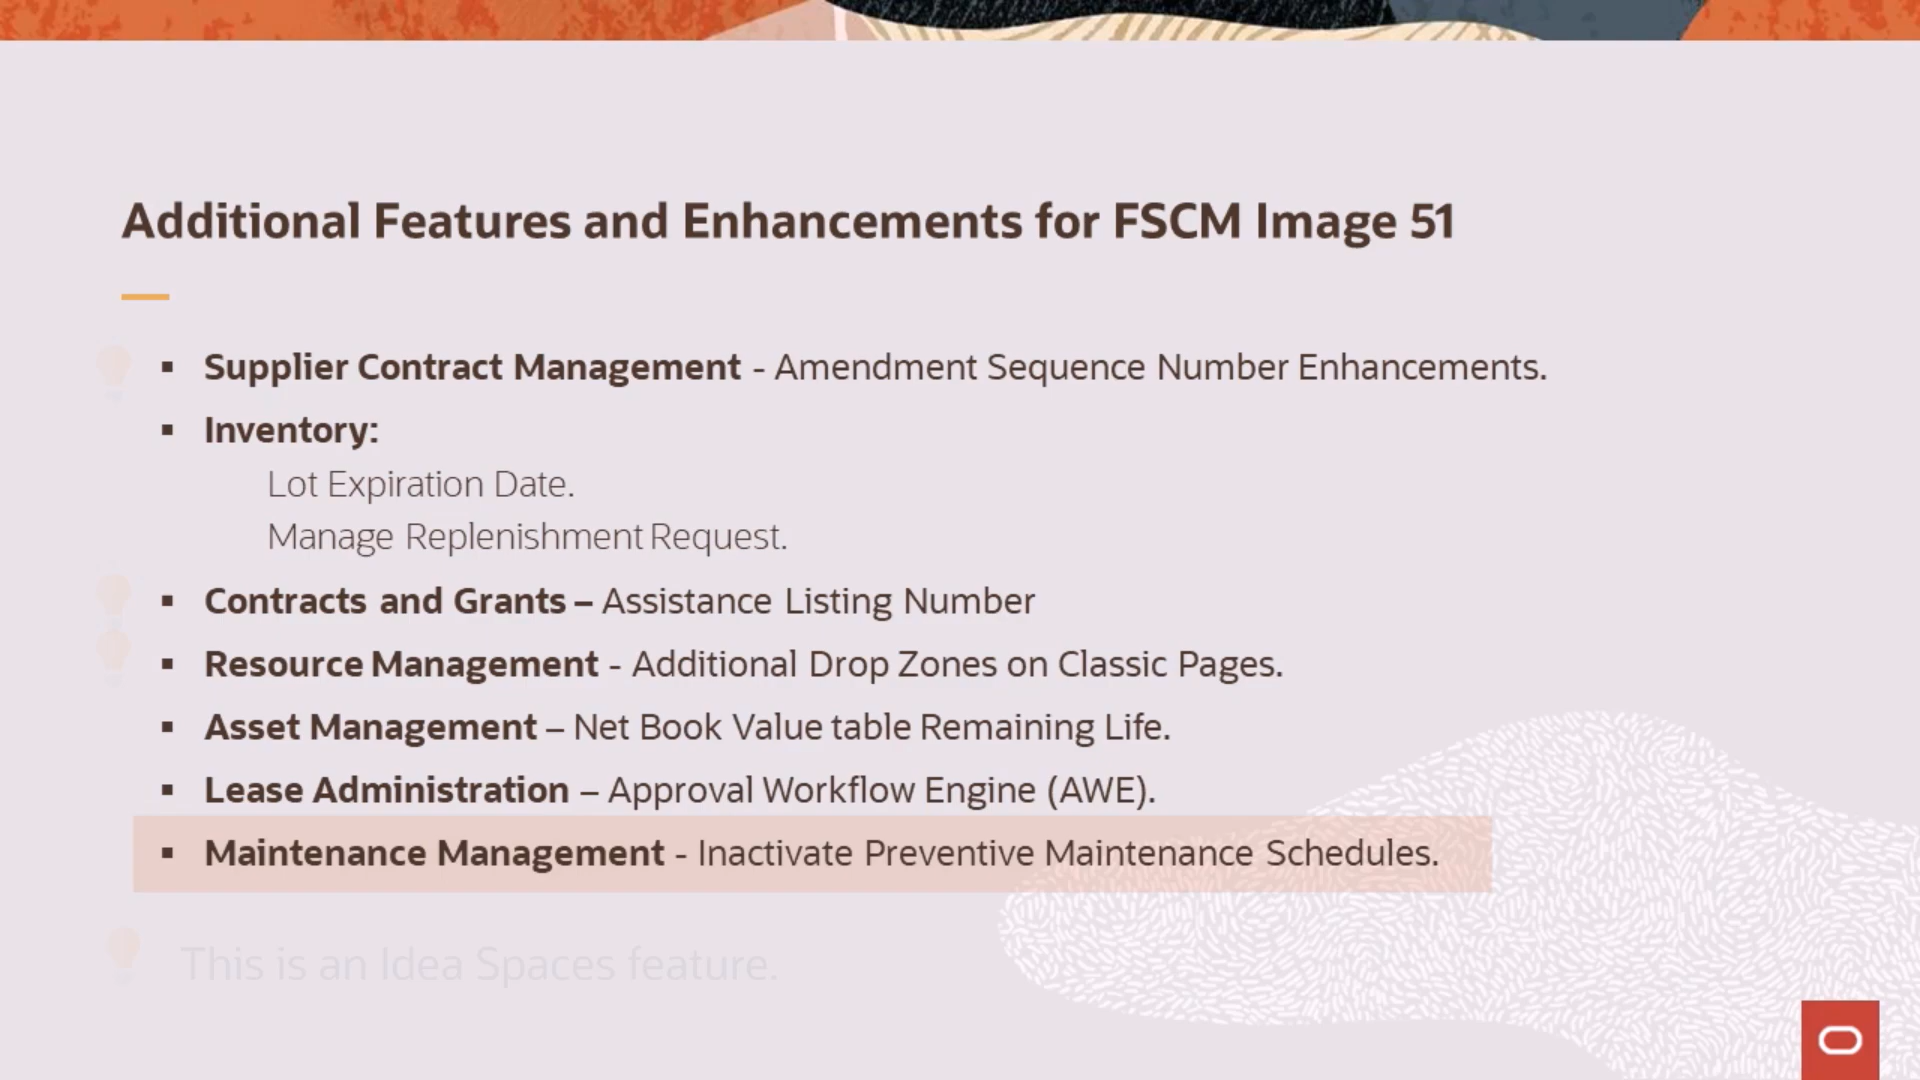 Additional Features and Enhancements for FSCM Image 51
▪ Supplier Contract Management - Amendment Sequence Number Enhancements.
▪ Inventory:
Lot Expiration Date.
Manage Replenishment Request.
▪ Contracts and Grants – Assistance Listing Number
▪ Resource Management - Additional Drop Zones on Classic Pages.
▪ Asset Management – Net Book Value table Remaining Life.
▪ Lease Administration – Approval Workflow Engine (AWE).
▪ Maintenance Management - Inactivate Preventive Maintenance Schedules.
This is an Idea Spaces feature.